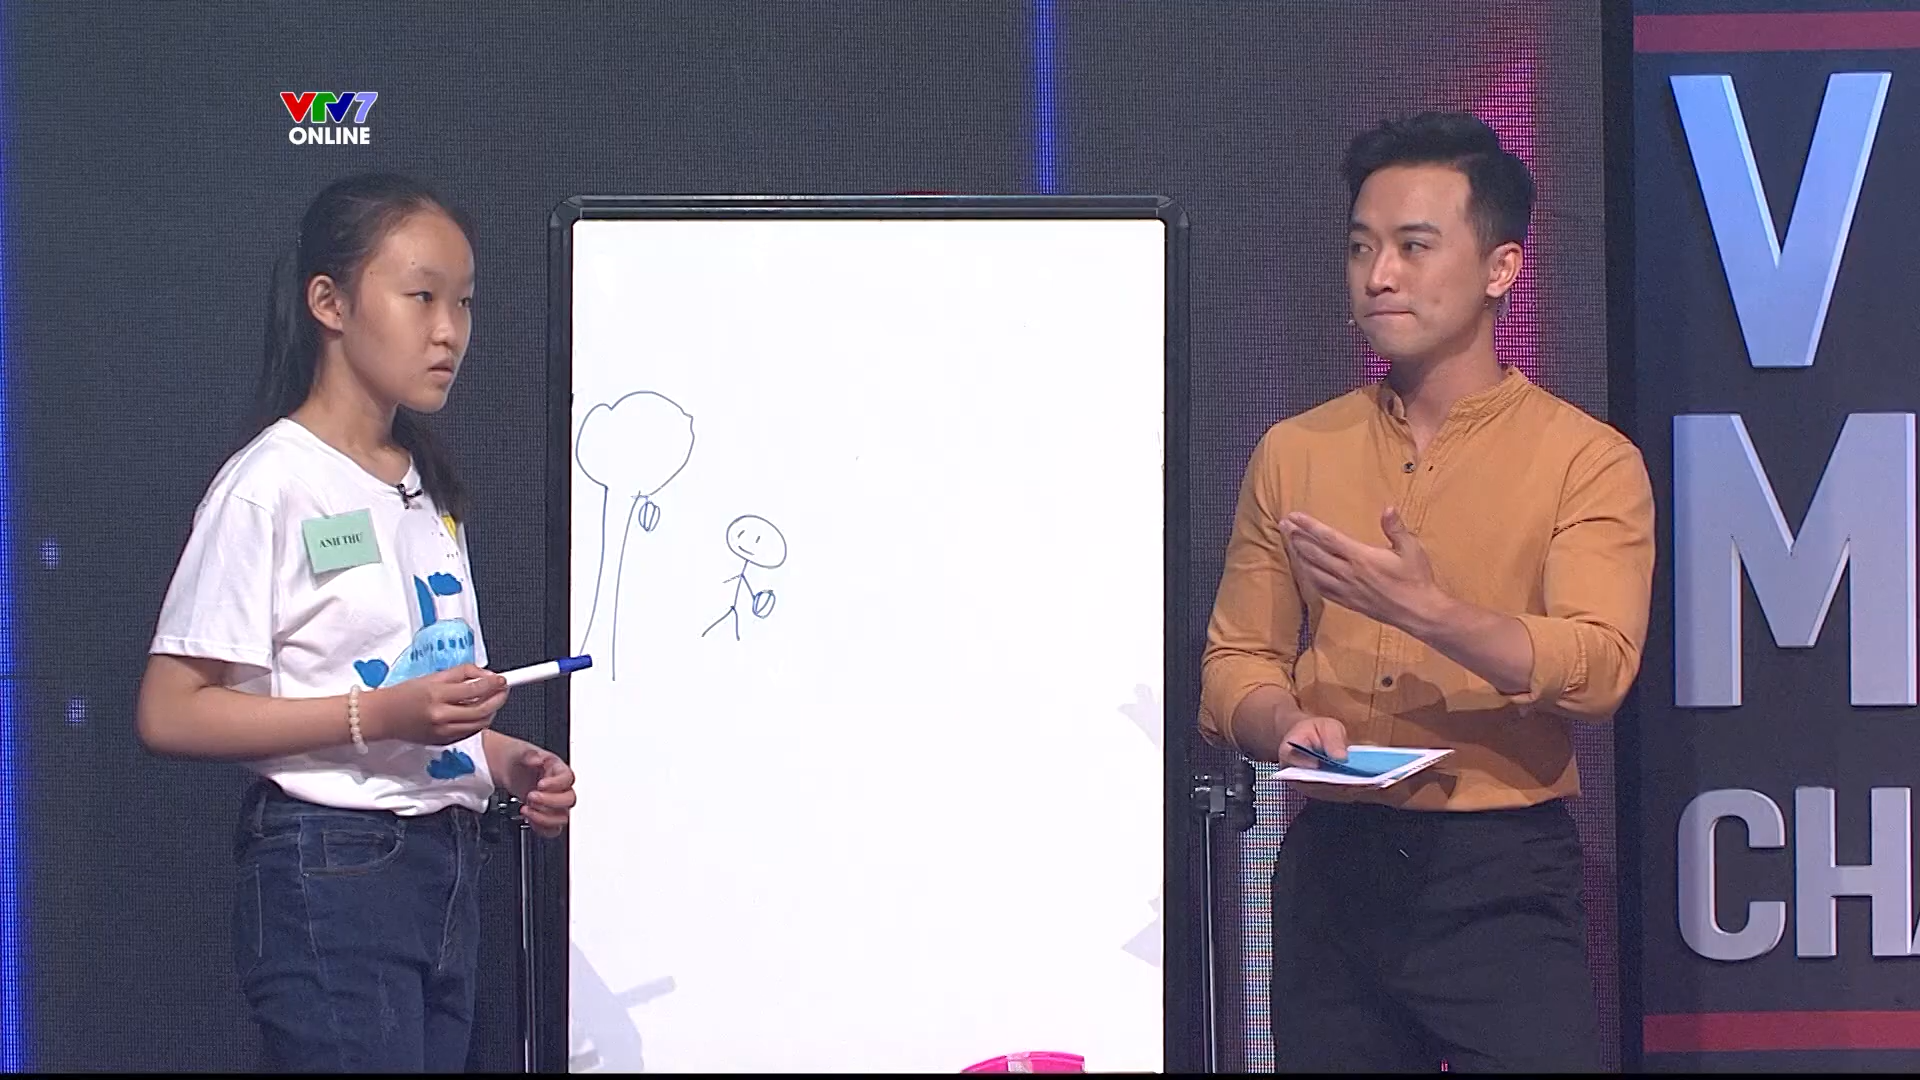 VTV7
ONLINE
ANH THƯ
V
M
CHA